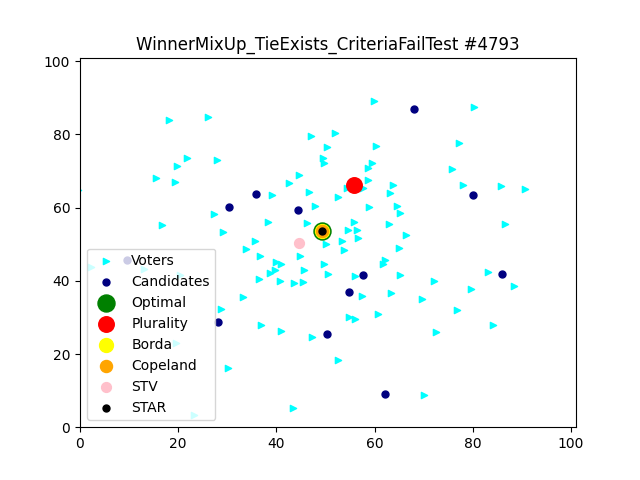 WinnerMixUp_TieExists_CriteriaFailTest #4793
100
80
60
40
20
0
Voters
Candidates
Optimal
Plurality
Borda
Copeland
STV
STAR
0 20 40 60 80 100